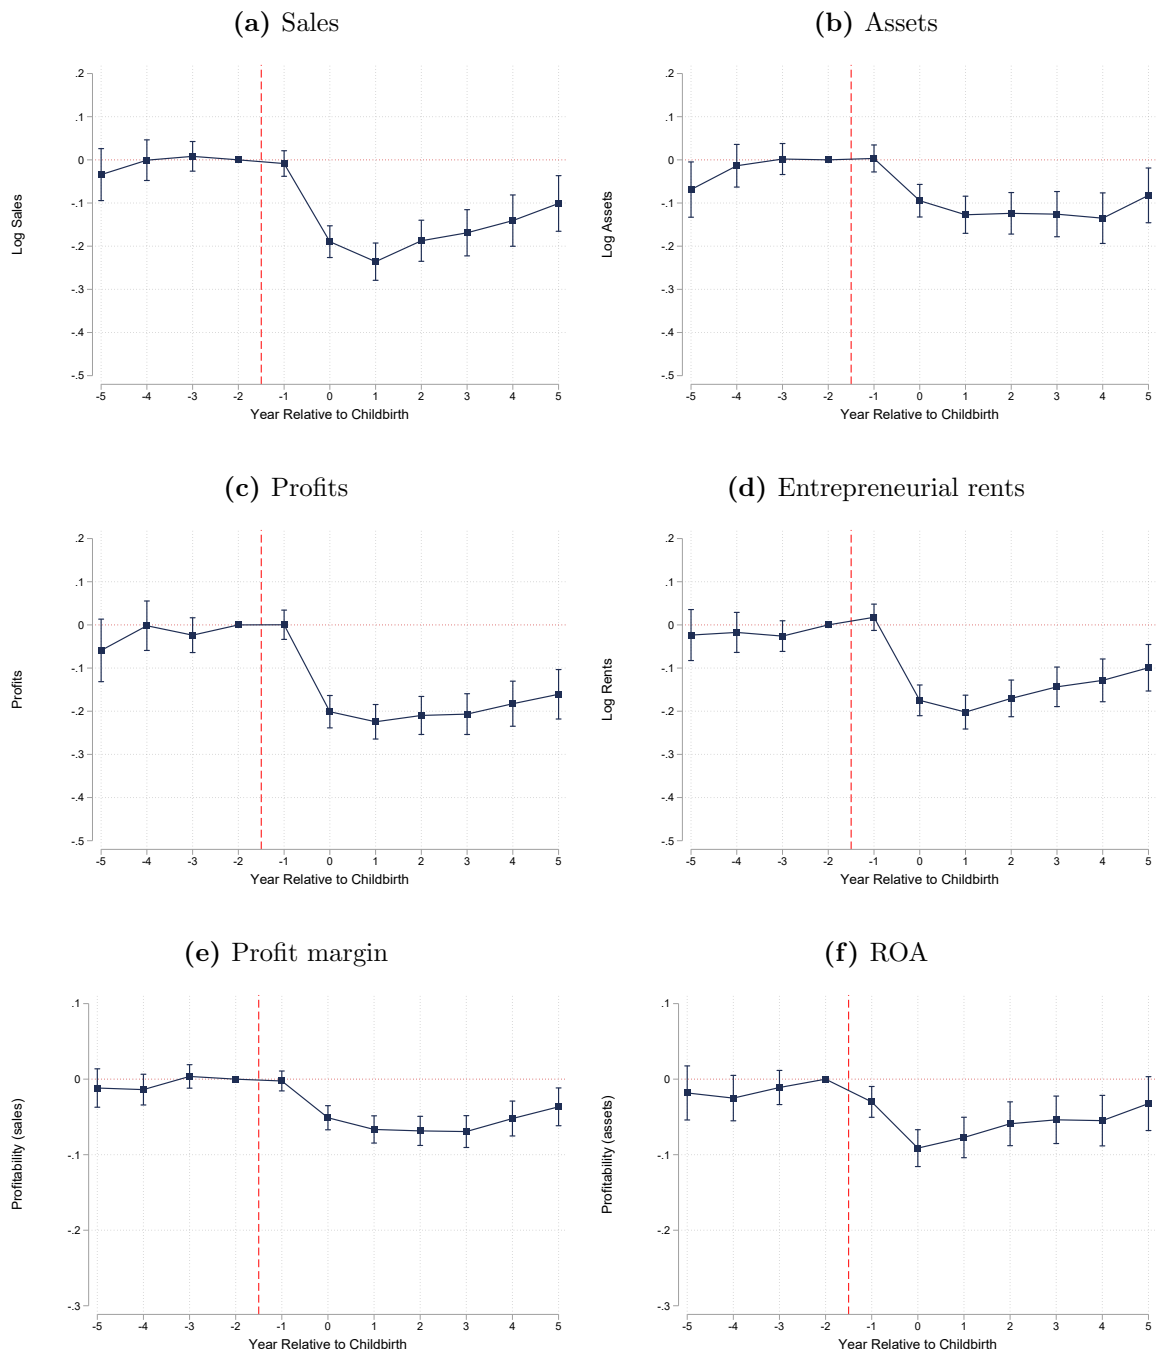 (a) Sales
.2
.1
0
-.1
-.2
-.3
-.4
-.5
Log Sales
-5 -4 -3 -2 -1 0 1 2 3 4 5
Year Relative to Childbirth
(b) Assets
.2
.1
0
-.1
-.2
-.3
-.4
-.5
Log Assets
-5 -4 -3 -2 -1 0 1 2 3 4 5
Year Relative to Childbirth
(c) Profits
.2
.1
0
-.1
-.2
-.3
-.4
-.5
Profits
-5 -4 -3 -2 -1 0 1 2 3 4 5
Year Relative to Childbirth
(d) Entrepreneurial rents
.2
.1
0
-.1
-.2
-.3
-.4
-.5
Log Rents
-5 -4 -3 -2 -1 0 1 2 3 4 5
Year Relative to Childbirth
(e) Profit margin
.1
0
-.1
-.2
-.3
Profitability (sales)
-5 -4 -3 -2 -1 0 1 2 3 4 5
Year Relative to Childbirth
(f) ROA
.1
0
-.1
-.2
-.3
Profitability (assets)
-5 -4 -3 -2 -1 0 1 2 3 4 5
Year Relative to Childbirth